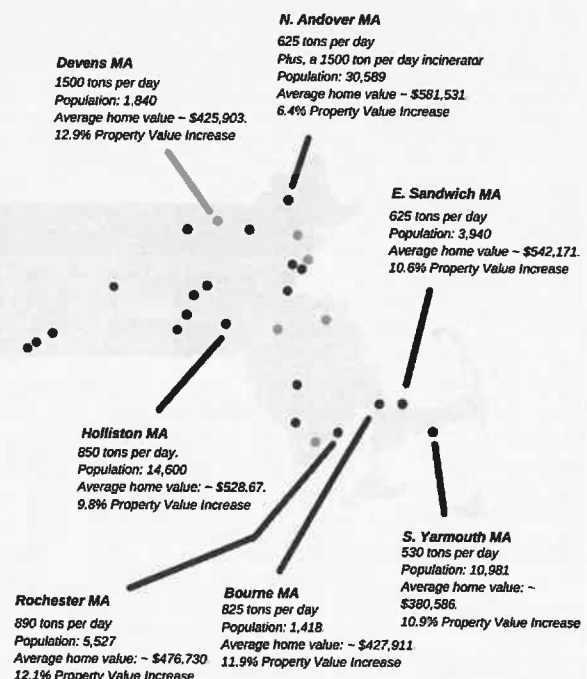 N. Andover MA
625 tons per day
Plus, a 1500 ton per day incinerator
Population: 30,589
Average home value ~ $581,531
6.4% Property Value Increase
Devens MA
1500 tons per day
Population: 1,840
Average home value ~ $425,903.
12.9% Property Value Increase
E. Sandwich MA
625 tons per day
Population: 3,940
Average home value ~ $542,171.
10.6% Property Value Increase
Holliston MA
850 tons per day.
Population: 14,600
Average home value: ~ $528.67.
9.8% Property Value Increase
S. Yarmouth MA
530 tons per day
Population: 10,981
Average home value: ~
$380,586.
10.9% Property Value Increase
Rochester MA
890 tons per day
Population: 5,527
Average home value: ~ $476,730
12.1% Property Value Increase
Bourne MA
825 tons per day
Population: 1,418.
Average home value: ~ $427,911
11.9% Property Value Increase